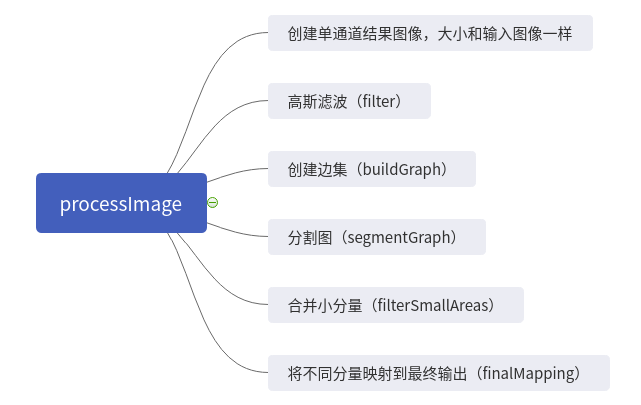 创建单通道结果图像，大小和输入图像一样
高斯滤波（filter）
创建边集（buildGraph）
processImage
分割图（segmentGraph）
合并小分量（filterSmallAreas）
将不同分量映射到最终输出（finalMapping）